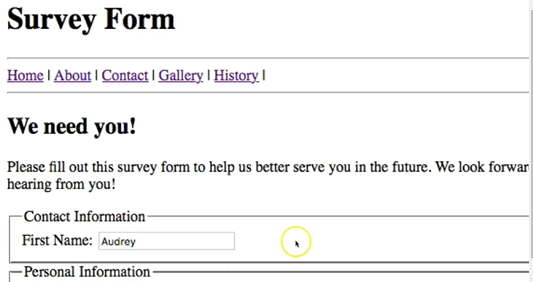 Survey Form
Home | About | Contact | Gallery | History |
We need you!
Please fill out this survey form to help us better serve you in the future. We look forwar
hearing from you!
Contact Information
First Name: Audrey
Personal Information